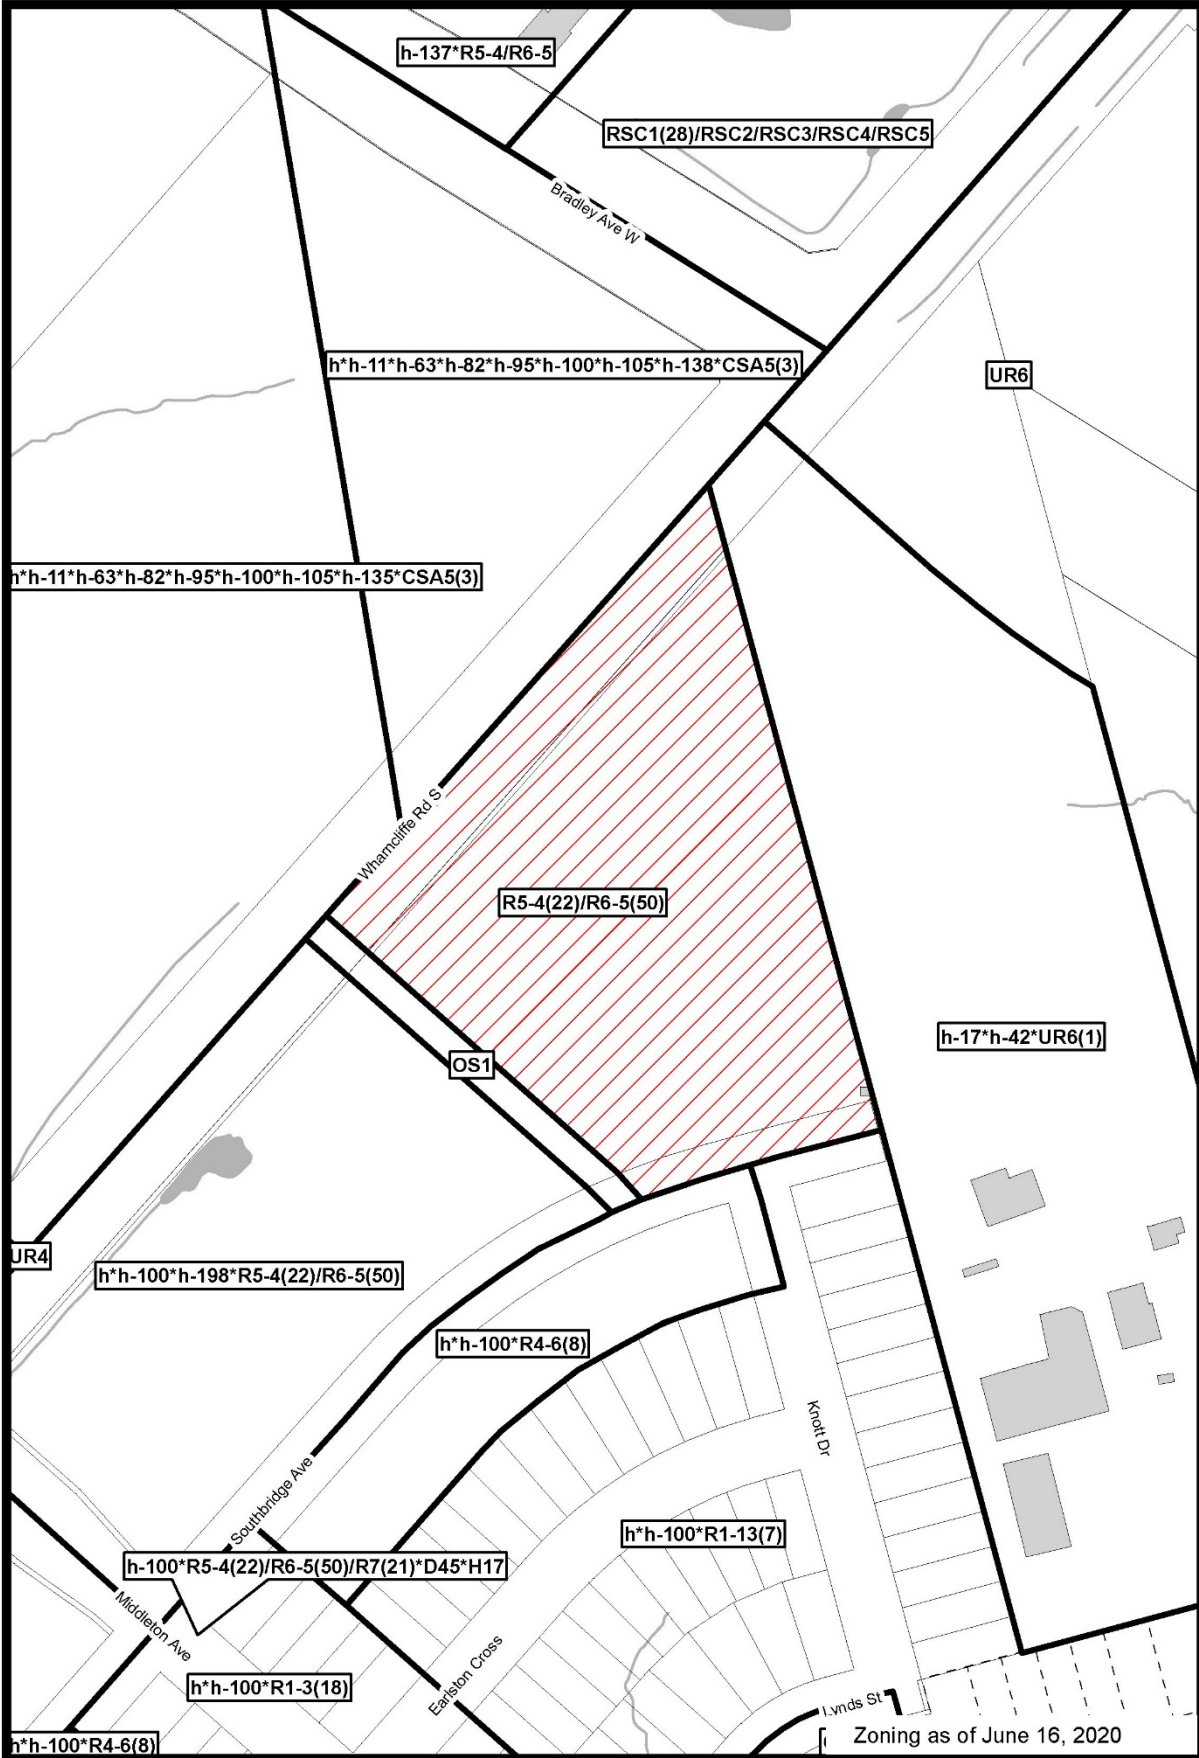 h-137*R5-4/R6-5
RSC1(28)/RSC2/RSC3/RSC4/RSC5
Bradley Ave W
h*h-11*h-63*h-82*h-95*h-100*h-105*h-138*CSA5(3)
UR6
h*h-11*h-63*h-82*h-95*h-100*h-105*h-135*CSA5(3)
Wharncliffe Rd S
R5-4(22)/R6-5(50)
h-17*h-42*UR6(1)
OS1
UR4
h*h-100*h-198*R5-4(22)/R6-5(50)
h*h-100*R4-6(8)
Knott Dr
Southbridge Ave
h*h-100*R1-13(7)
h-100*R5-4(22)/R6-5(50)/R7(21)*D45*H17
Middleton Ave
Earlston Cross
h*h-100*R1-3(18)
Lynds St
h*h-100*R4-6(8)
Zoning as of June 16, 2020